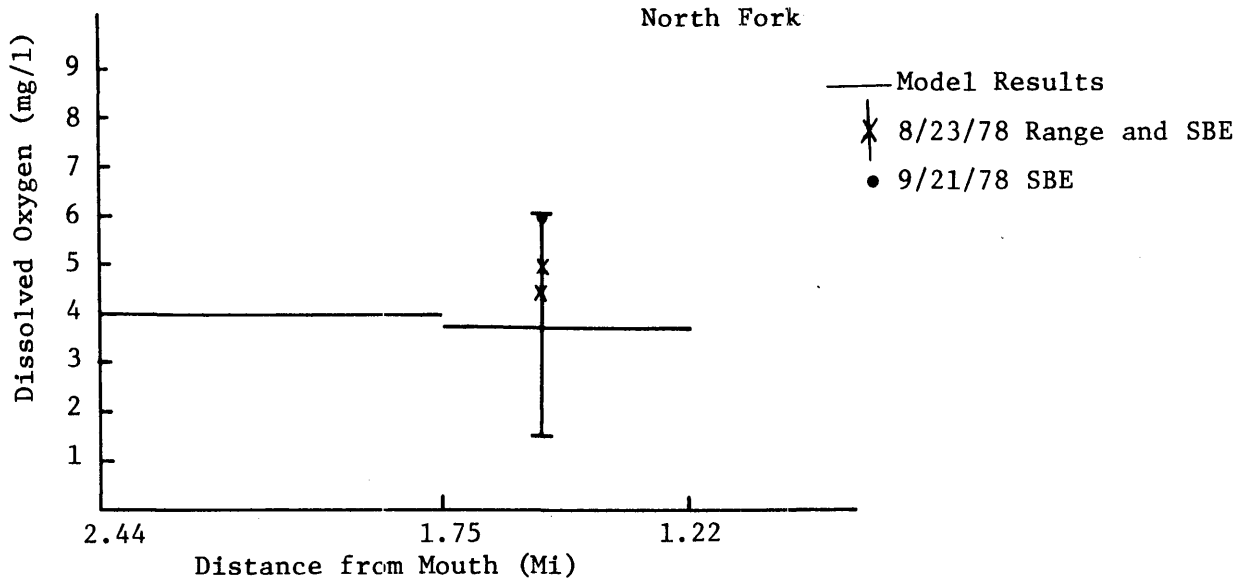 North Fork
Dissolved Oxygen (mg/l)
9
8
7
6
5
4
3
2
1
2.44
1.75
1.22
Distance from Mouth (Mi)
Model Results
8/23/78 Range and SBE
9/21/78 SBE